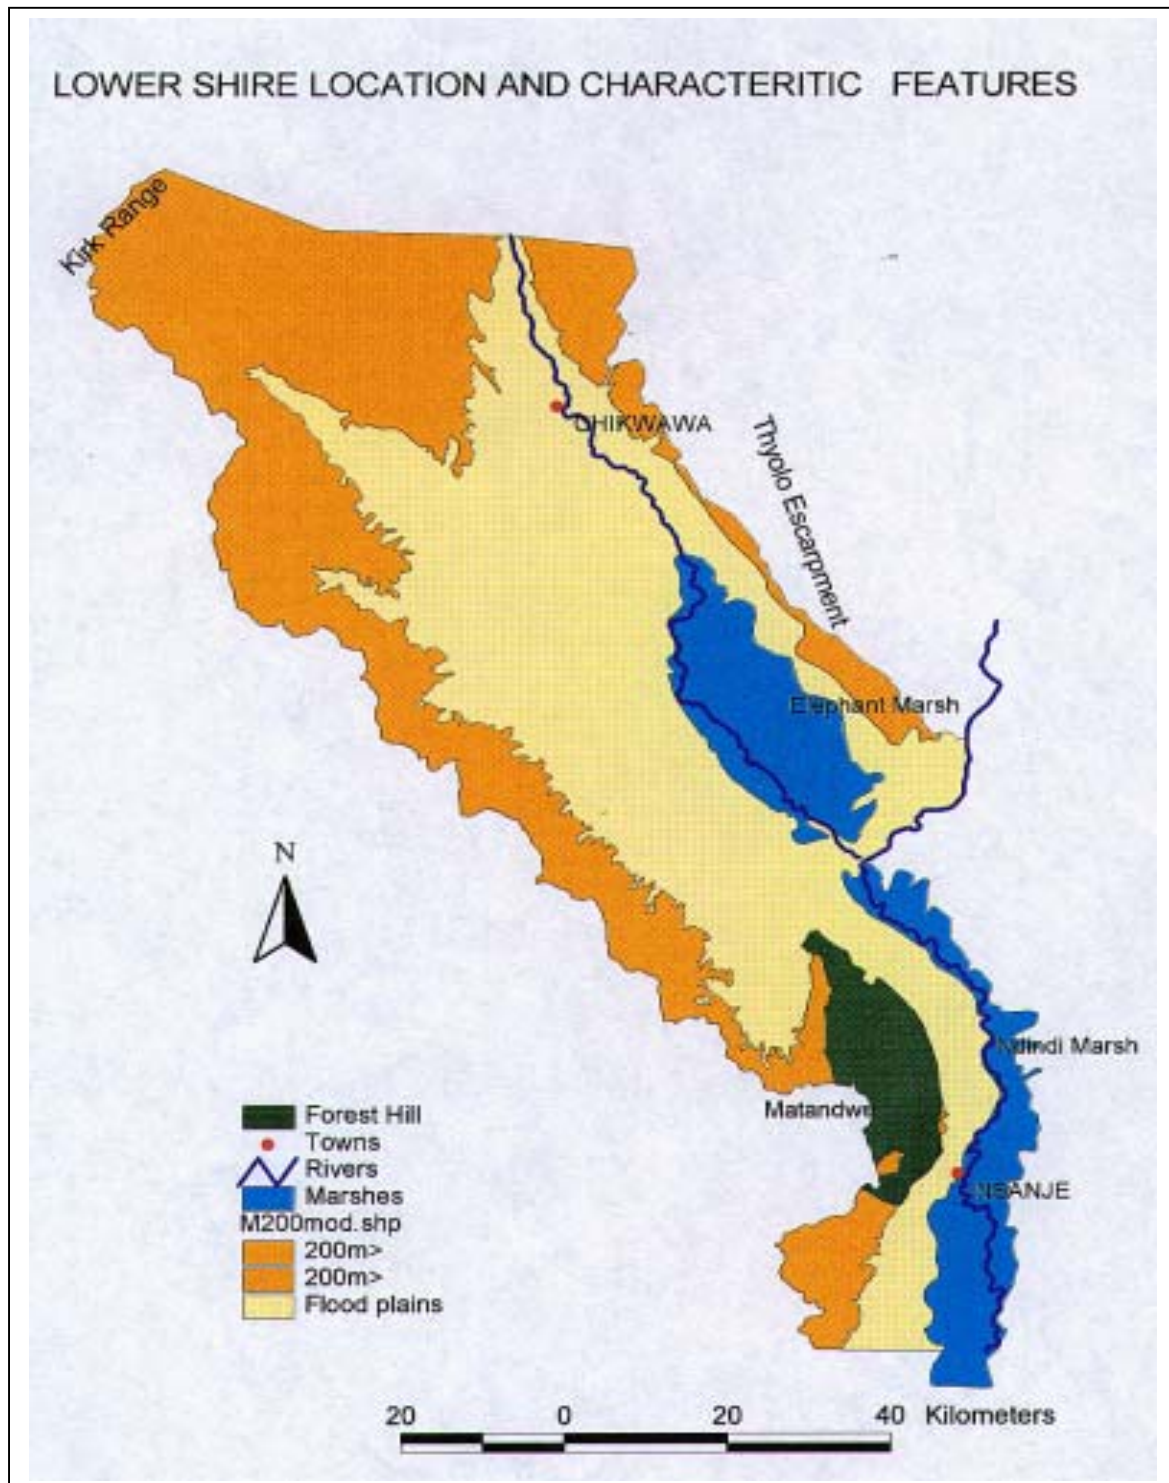 LOWER SHIRE LOCATION AND CHARACTERITIC FEATURES
Kirk Range
CHIKWAWA
Thyolo Escarpment
Elephant Marsh
N
Ndindi Marsh
Matandwe
NSANJE
Forest Hill
Towns
Rivers
Marshes
M200mod.shp
200m>
200m>
Flood plains
20 0 20 40 Kilometers